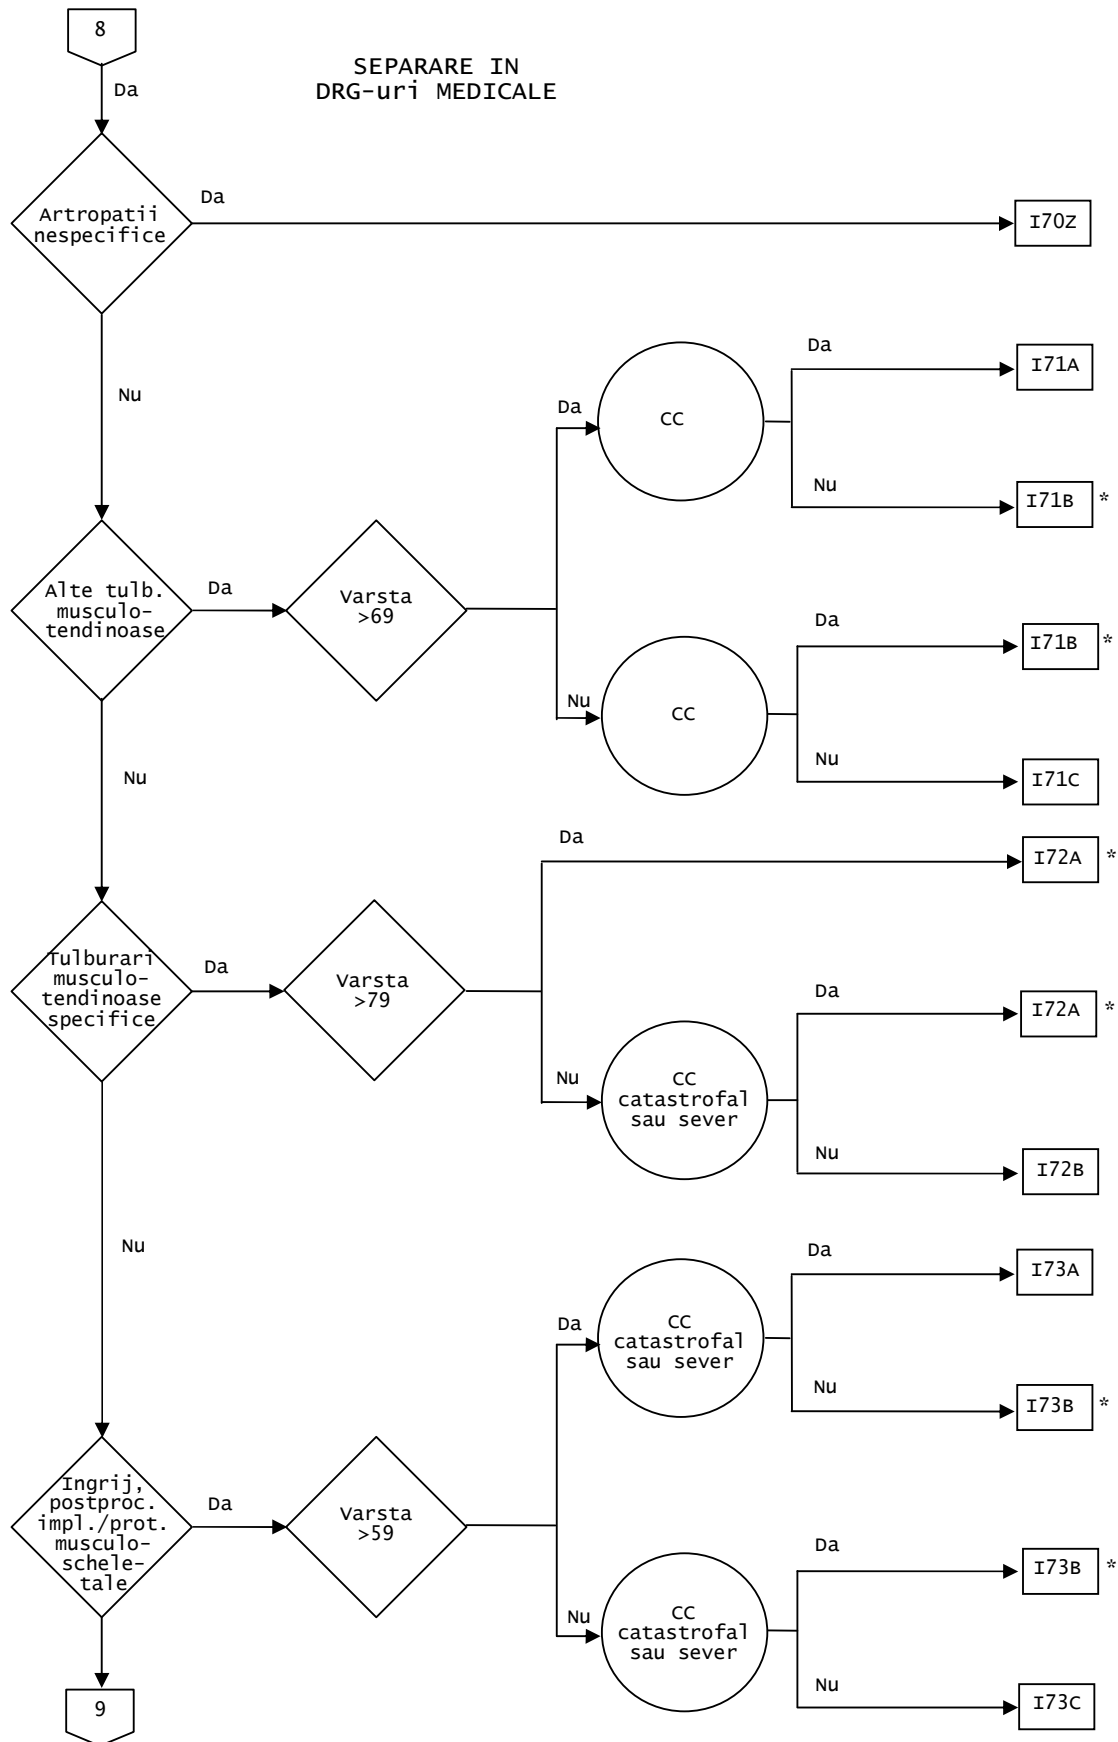 8
SEPARARE IN
DRG-uri MEDICALE
Da
Artropatii
nespecifice
Da
I70Z
Nu
Da
CC
Da
I71A
Nu
I71B *
Alte tulb.
musculo-
tendinoase
Da
Varsta
>69
Nu
CC
Da
I71B *
Nu
I71C
Nu
Da
I72A *
Tulburari
musculo-
tendinoase
specifice
Da
Varsta
>79
Nu
CC
catastrofal
sau sever
Da
I72A *
Nu
I72B
Nu
Da
CC
catastrofal
sau sever
Da
I73A
Nu
I73B *
Ingrij,
postproc.
impl./prot.
musculo-
schele-
tale
Da
Varsta
>59
Nu
CC
catastrofal
sau sever
Da
I73B *
Nu
I73C
9